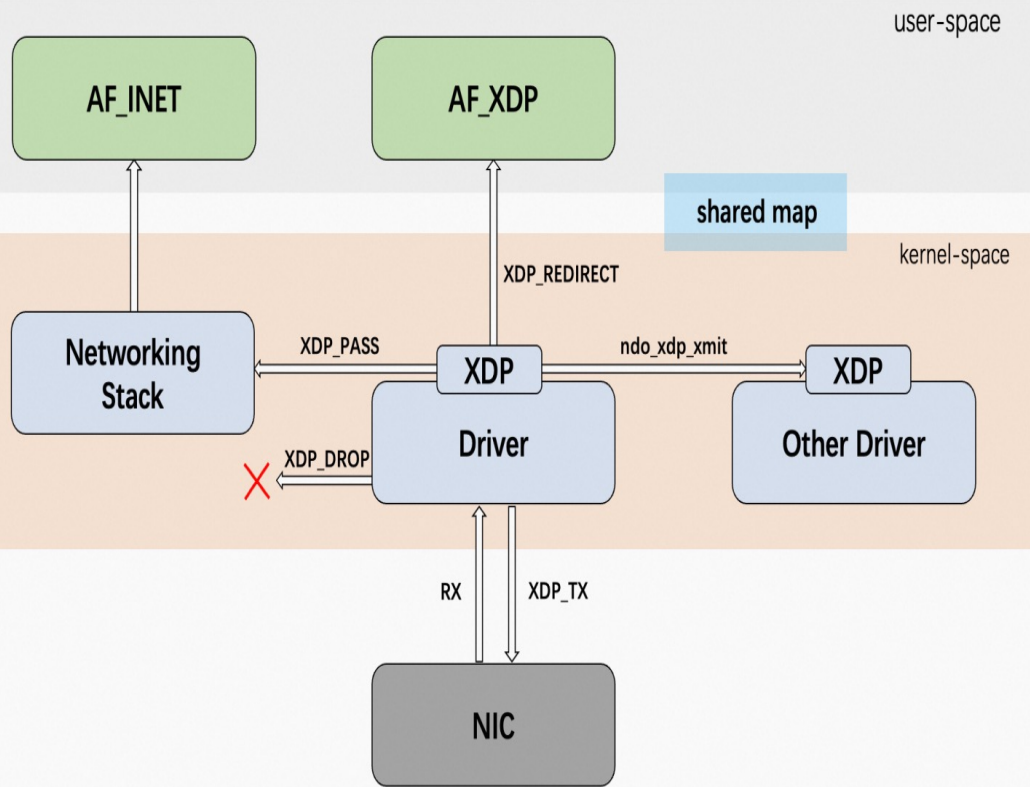 user-space
AF_INET
AF_XDP
shared map
kernel-space
XDP_REDIRECT
Networking
Stack
XDP_PASS
XDP
ndo_xdp_xmit
XDP
Driver
Other Driver
XDP_DROP
RX
XDP_TX
NIC